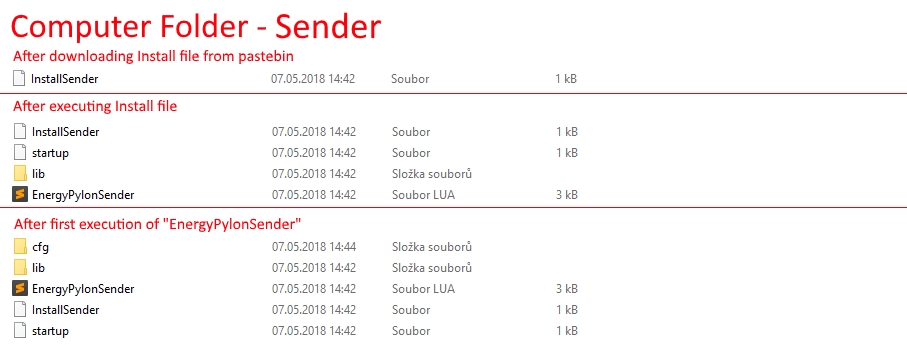 Computer Folder - Sender
After downloading Install file from pastebin
InstallSender 07.05.2018 14:42 Soubor 1 kB
After executing Install file
InstallSender 07.05.2018 14:42 Soubor 1 kB
startup 07.05.2018 14:42 Soubor 1 kB
lib 07.05.2018 14:42 Složka souborů
EnergyPylonSender 07.05.2018 14:42 Soubor LUA 3 kB
After first execution of "EnergyPylonSender"
cfg 07.05.2018 14:44 Složka souborů
lib 07.05.2018 14:42 Složka souborů
EnergyPylonSender 07.05.2018 14:42 Soubor LUA 3 kB
InstallSender 07.05.2018 14:42 Soubor 1 kB
startup 07.05.2018 14:42 Soubor 1 kB